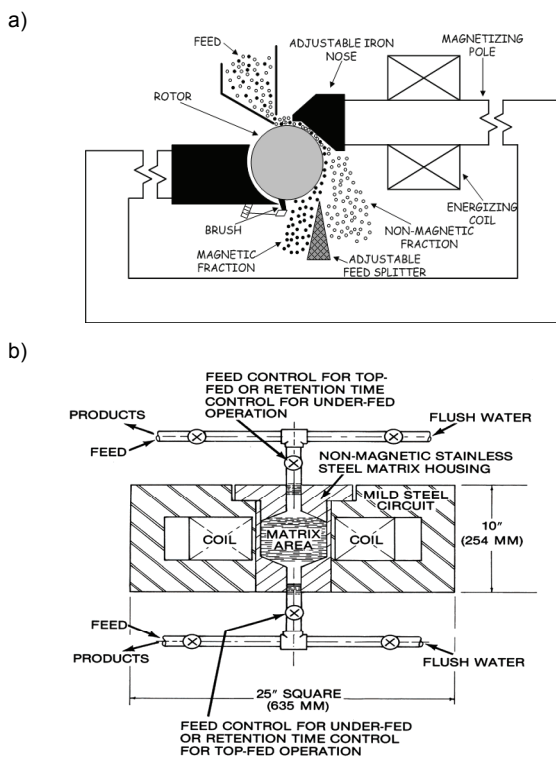 a)
FEED
ADJUSTABLE IRON
NOSE
MAGNETIZING
POLE
ROTOR
ENERGIZING
COIL
BRUSH
MAGNETIC
FRACTION
NON-MAGNETIC
FRACTION
ADJUSTABLE
FEED SPLITTER
b)
FEED CONTROL FOR TOP-
FED OR RETENTION TIME
CONTROL FOR UNDER-FED
OPERATION
PRODUCTS
FEED
FLUSH WATER
NON-MAGNETIC STAINLESS
STEEL MATRIX HOUSING
MILD STEEL
CIRCUIT
COIL
MATRIX
AREA
COIL
10"
(254 MM)
FEED
PRODUCTS
FLUSH WATER
25" SQUARE
(635 MM)
FEED CONTROL FOR UNDER-FED
OR RETENTION TIME CONTROL
FOR TOP-FED OPERATION